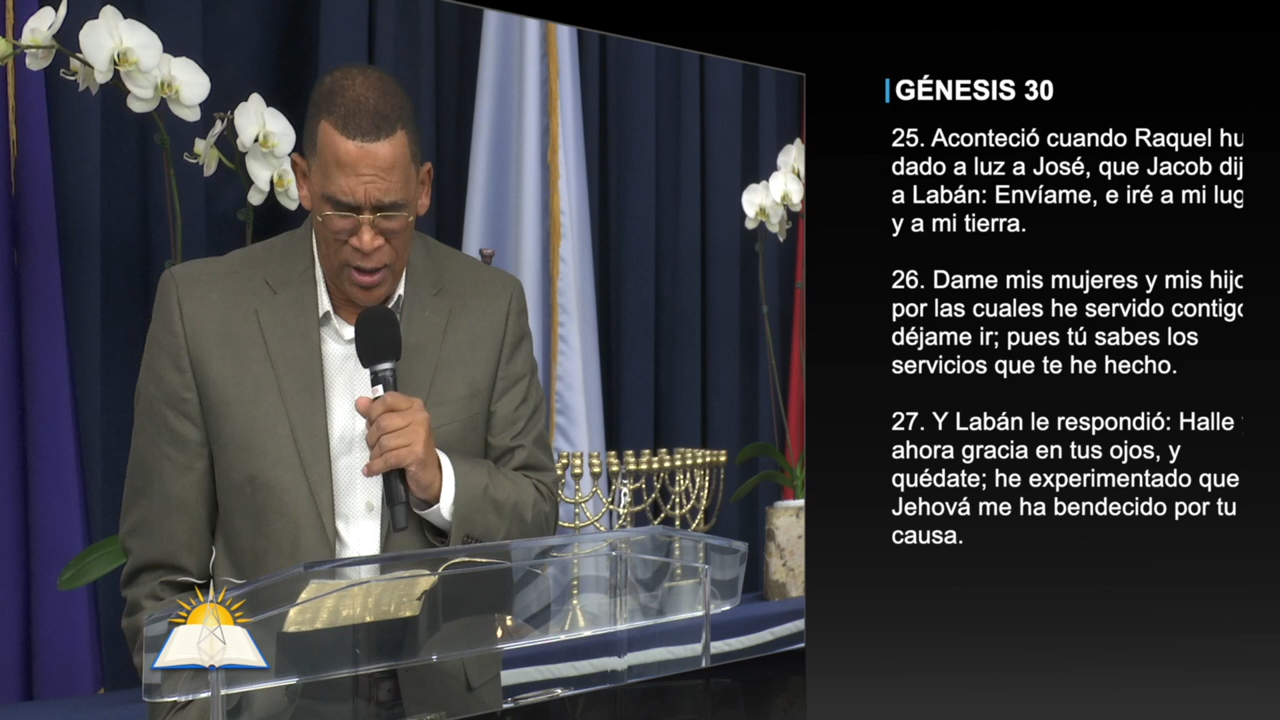 GÉNESIS 30
25. Aconteció cuando Raquel hu
dado a luz a José, que Jacob dij
a Labán: Envíame, e iré a mi lug
y a mi tierra.
26. Dame mis mujeres y mis hijo
por las cuales he servido contigo
déjame ir; pues tú sabes los
servicios que te he hecho.
27. Y Labán le respondió: Halle
ahora gracia en tus ojos, y
quédate; he experimentado que
Jehová me ha bendecido por tu
causa.